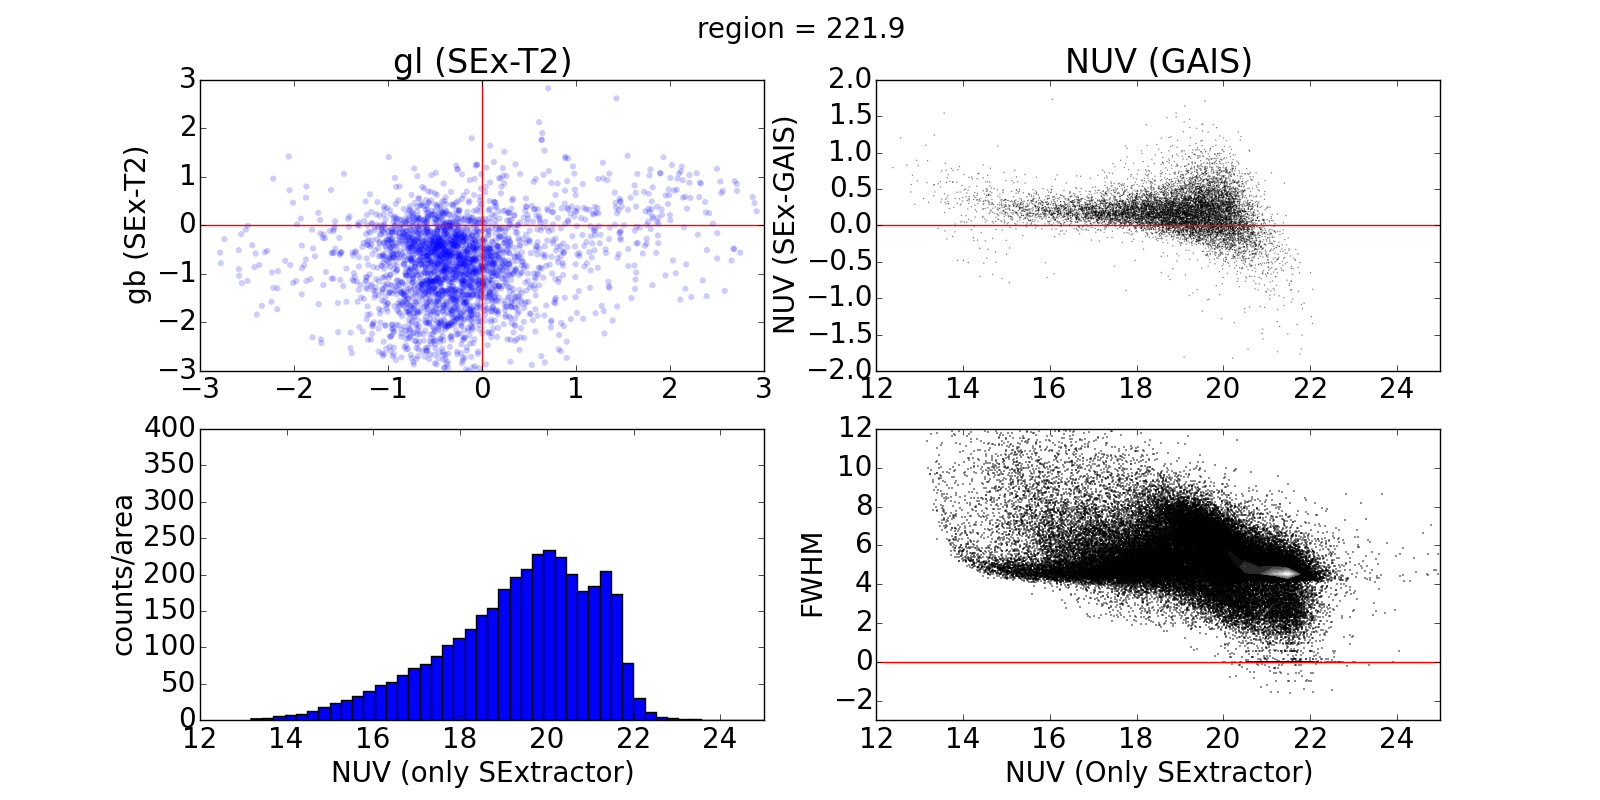 region = 221.9
gl (SEx-T2)
NUV (GAIS)
gb (SEx-T2)
3
2
1
0
−1
−2
−3
−3 −2 −1 0 1 2 3
NUV (SEx-GAIS)
2.0
1.5
1.0
0.5
0.0
−0.5
−1.0
−1.5
−2.0
12 14 16 18 20 22 24
counts/area
400
350
300
250
200
150
100
50
0
12 14 16 18 20 22 24
NUV (only SExtractor)
FWHM
12
10
8
6
4
2
0
−2
12 14 16 18 20 22 24
NUV (Only SExtractor)